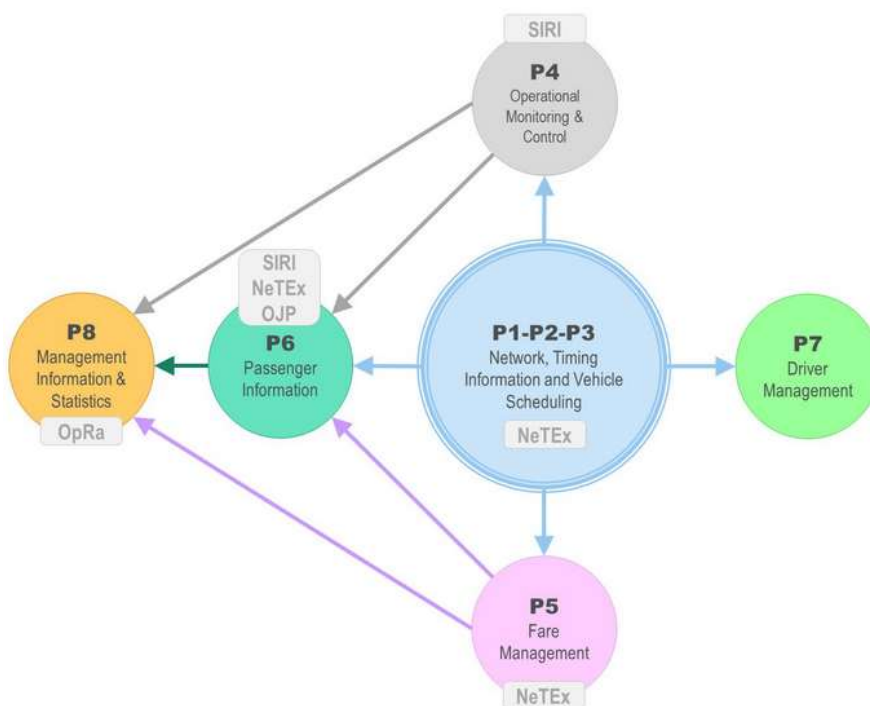 SIRI
P4
Operational
Monitoring &
Control
SIRI
NeTEx
OJP
P6
Passenger
Information
P8
Management
Information &
Statistics
OpRa
P1-P2-P3
Network, Timing
Information and Vehicle
Scheduling
NeTEx
P7
Driver
Management
P5
Fare
Management
NeTEx